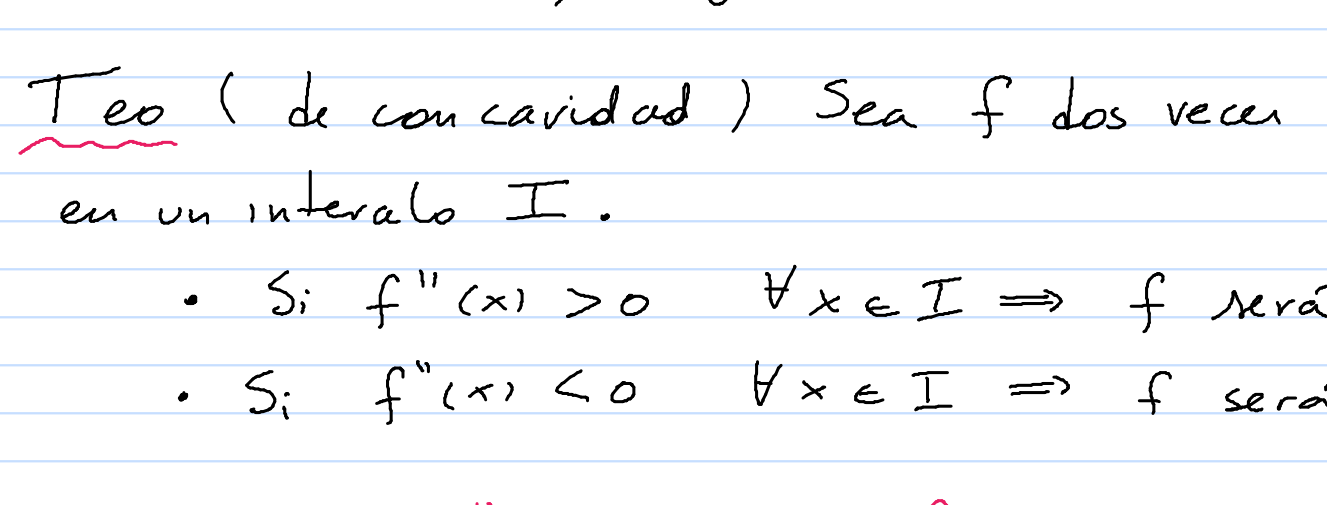 Teo (de concavidad) Sea f dos veces
en un interalo I.
• Si f"(x) > 0 ∀ x ∈ I ⟹ f será
• Si f"(x) < 0 ∀ x ∈ I ⟹ f será